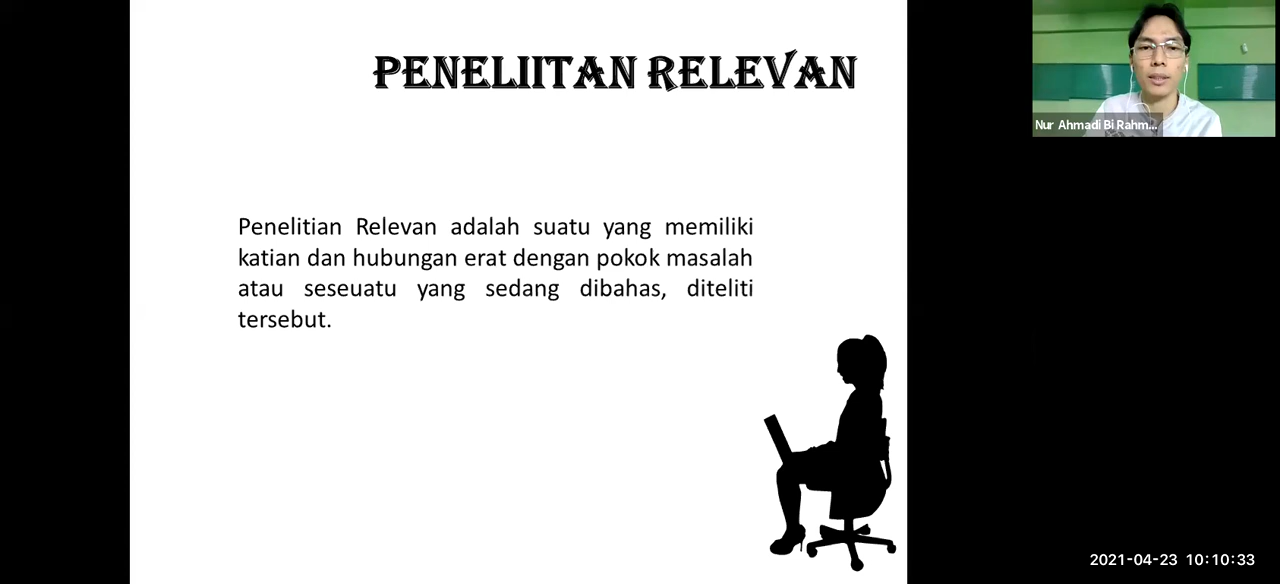 PENELIITAN RELEVAN
Nur Ahmadi Bi Rahm...
Penelitian Relevan adalah suatu yang memiliki
katian dan hubungan erat dengan pokok masalah
atau seseuatu yang sedang dibahas, diteliti
tersebut.
2021-04-23 10:10:33